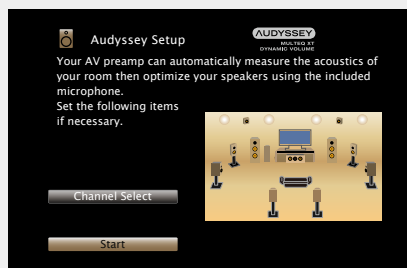 Audyssey Setup
AUDYSSEY
MULTEQ XT
DYNAMIC VOLUME
Your AV preamp can automatically measure the acoustics of
your room then optimize your speakers using the included
microphone.
Set the following items
if necessary.
Channel Select
Start